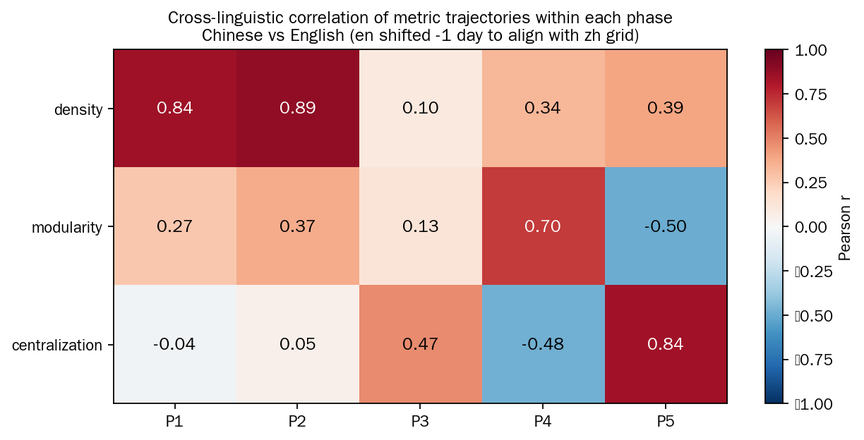 Cross-linguistic correlation of metric trajectories within each phase
Chinese vs English (en shifted -1 day to align with zh grid)
density
0.84
0.89
0.10
0.34
0.39
modularity
0.27
0.37
0.13
0.70
-0.50
centralization
-0.04
0.05
0.47
-0.48
0.84
P1
P2
P3
P4
P5
1.00
0.75
0.50
0.25
0.00
▯0.25
▯0.50
▯0.75
▯1.00
Pearson r